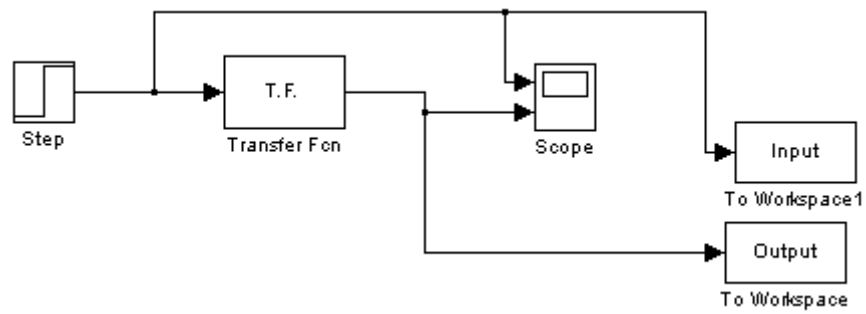 T.F.
Step
Transfer Fcn
Scope
Input
To Workspace1
Output
To Workspace